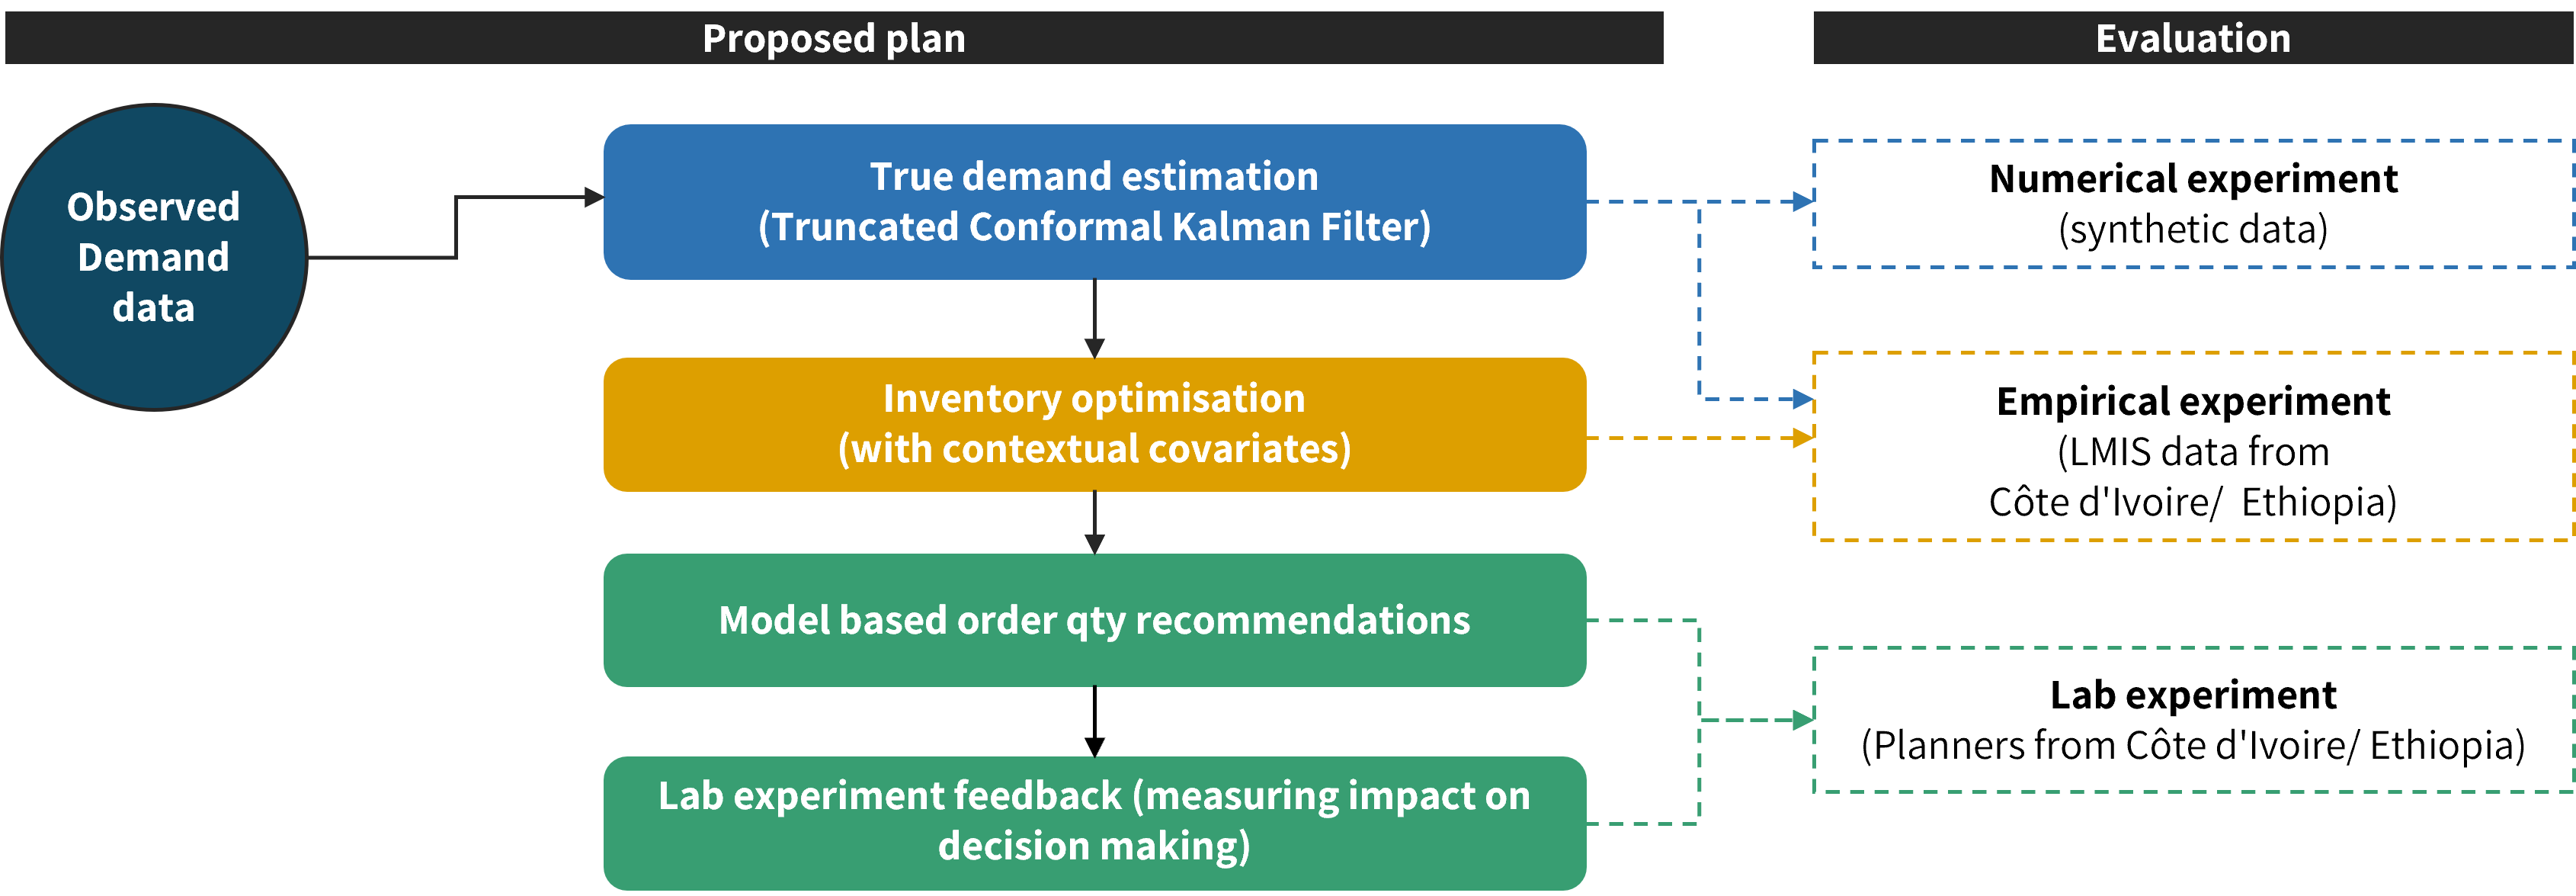 Proposed plan
Evaluation
Observed
Demand
data
True demand estimation
(Truncated Conformal Kalman Filter)
Inventory optimisation
(with contextual covariates)
Model based order qty recommendations
Lab experiment feedback (measuring impact on
decision making)
Numerical experiment
(synthetic data)
Empirical experiment
(LMIS data from
Côte d'Ivoire/ Ethiopia)
Lab experiment
(Planners from Côte d'Ivoire/ Ethiopia)